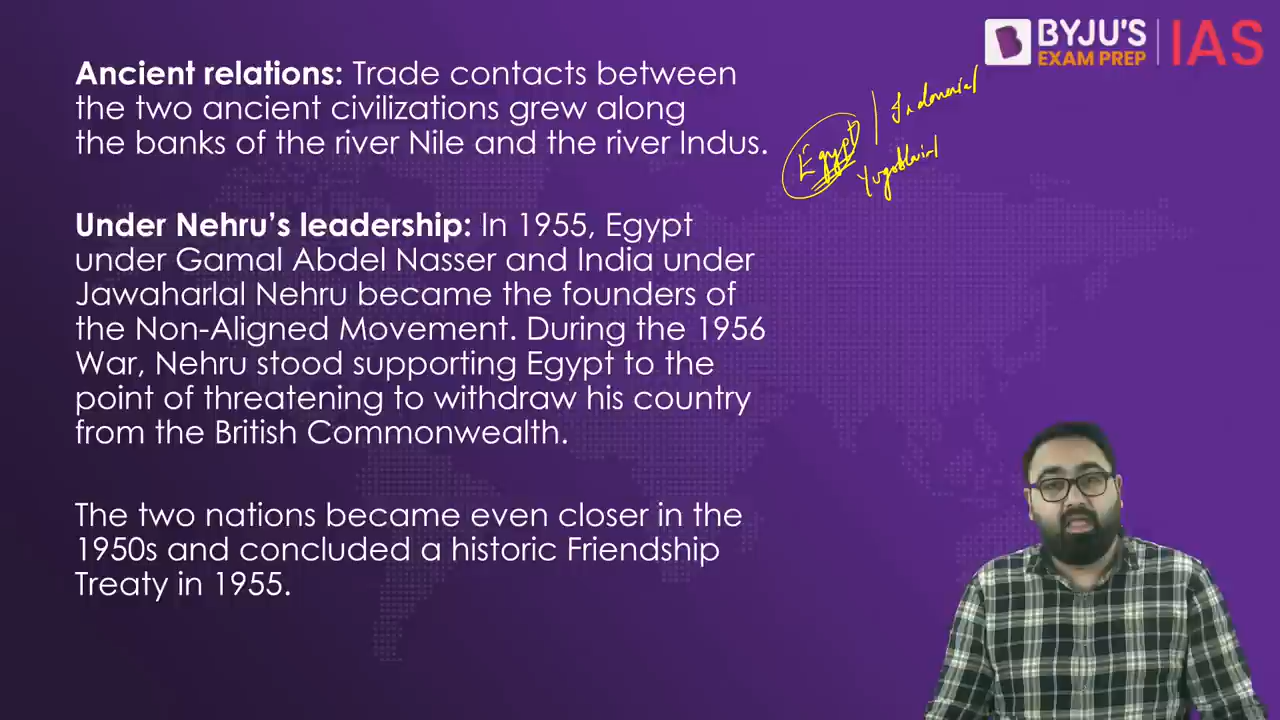 BYJU'S
EXAM PREP
IAS
Ancient relations: Trade contacts between
the two ancient civilizations grew along
the banks of the river Nile and the river Indus.
Egypt
Under Nehru's leadership: In 1955, Egypt
under Gamal Abdel Nasser and India under
Jawaharlal Nehru became the founders of
the Non-Aligned Movement. During the 1956
War, Nehru stood supporting Egypt to the
point of threatening to withdraw his country
from the British Commonwealth.
The two nations became even closer in the
1950s and concluded a historic Friendship
Treaty in 1955.